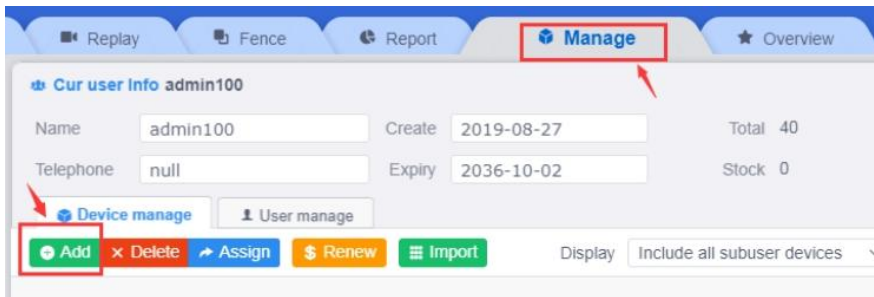 Replay Fence Report Manage Overview
Cur user Info admin100
Name admin100 Create 2019-08-27 Total 40
Telephone null Expiry 2036-10-02 Stock 0
Device manage User manage
Add Delete Assign $ Renew Import Display Include all subuser devices